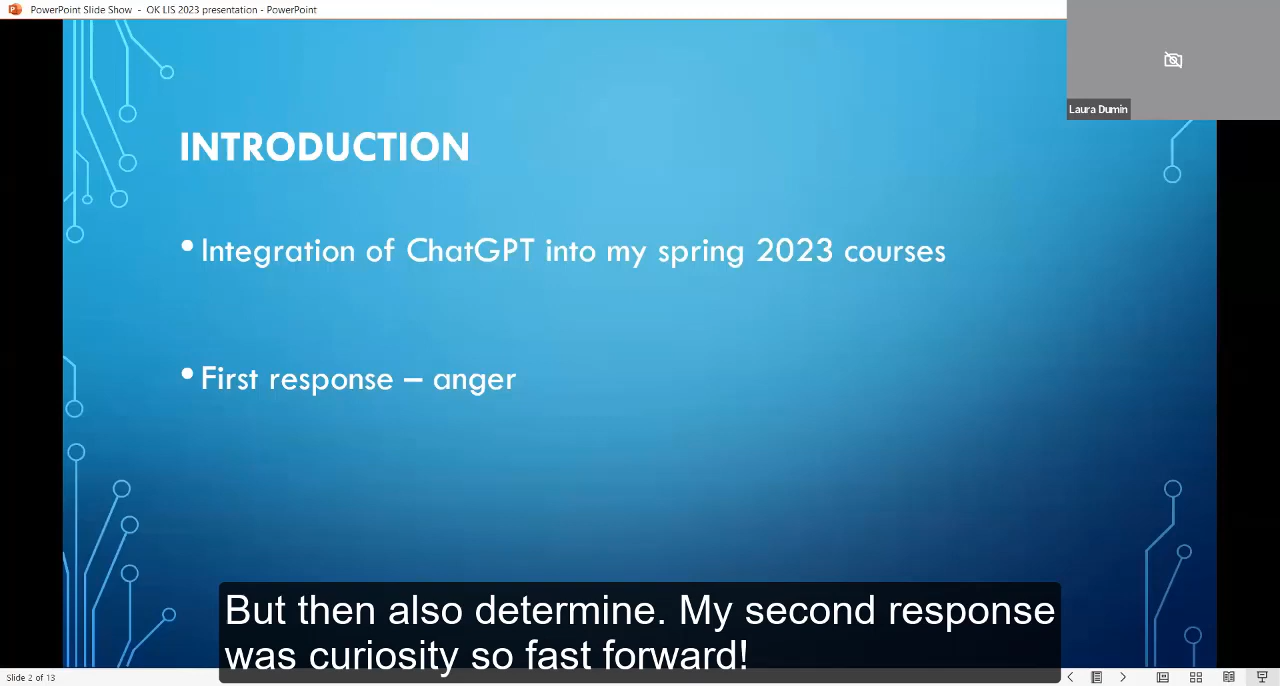 PowerPoint Slide Show - OK LIS 2023 presentation - PowerPoint
Laura Dumin
INTRODUCTION
• Integration of ChatGPT into my spring 2023 courses
• First response – anger
But then also determine. My second response
was curiosity so fast forward!
Slide 2 of 13